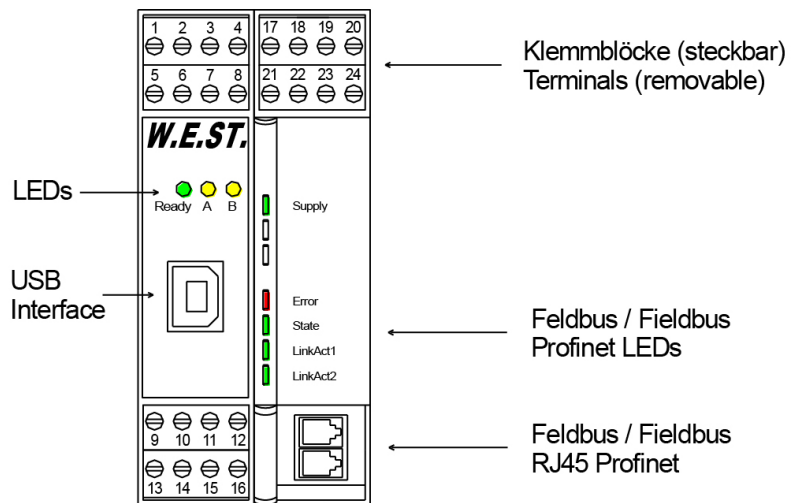 1 2 3 4 17 18 19 20
5 6 7 8 21 22 23 24
Klemmblöcke (steckbar)
Terminals (removable)
W.E.ST.
LEDs
Ready A B
Supply
USB
Interface
Error
State
LinkAct1
LinkAct2
Feldbus / Fieldbus
Profinet LEDs
9 10 11 12
13 14 15 16
Feldbus / Fieldbus
RJ45 Profinet